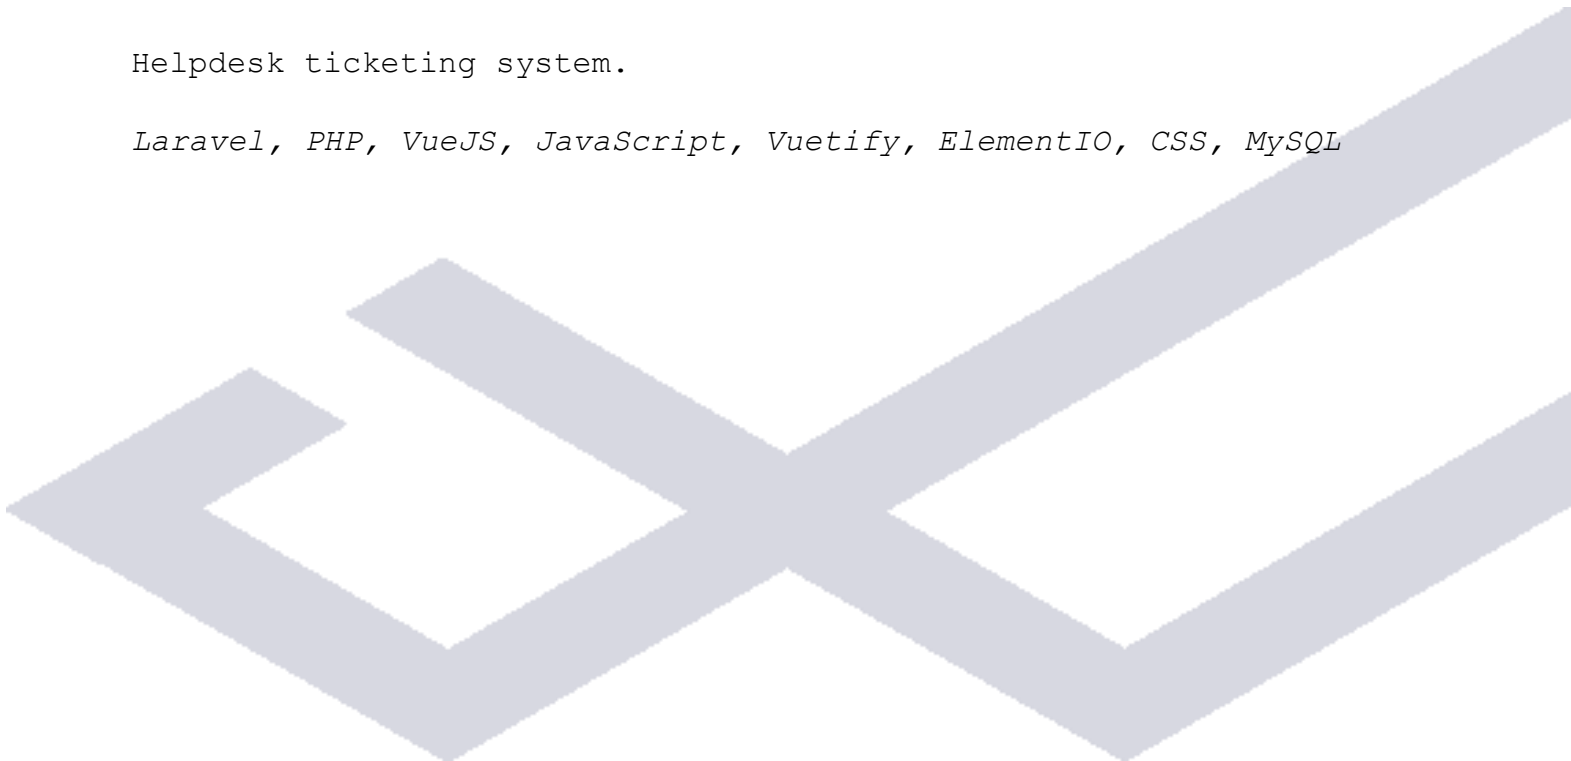 Helpdesk ticketing system.
Laravel, PHP, VueJS, JavaScript, Vuetify, ElementIO, CSS, MySQL